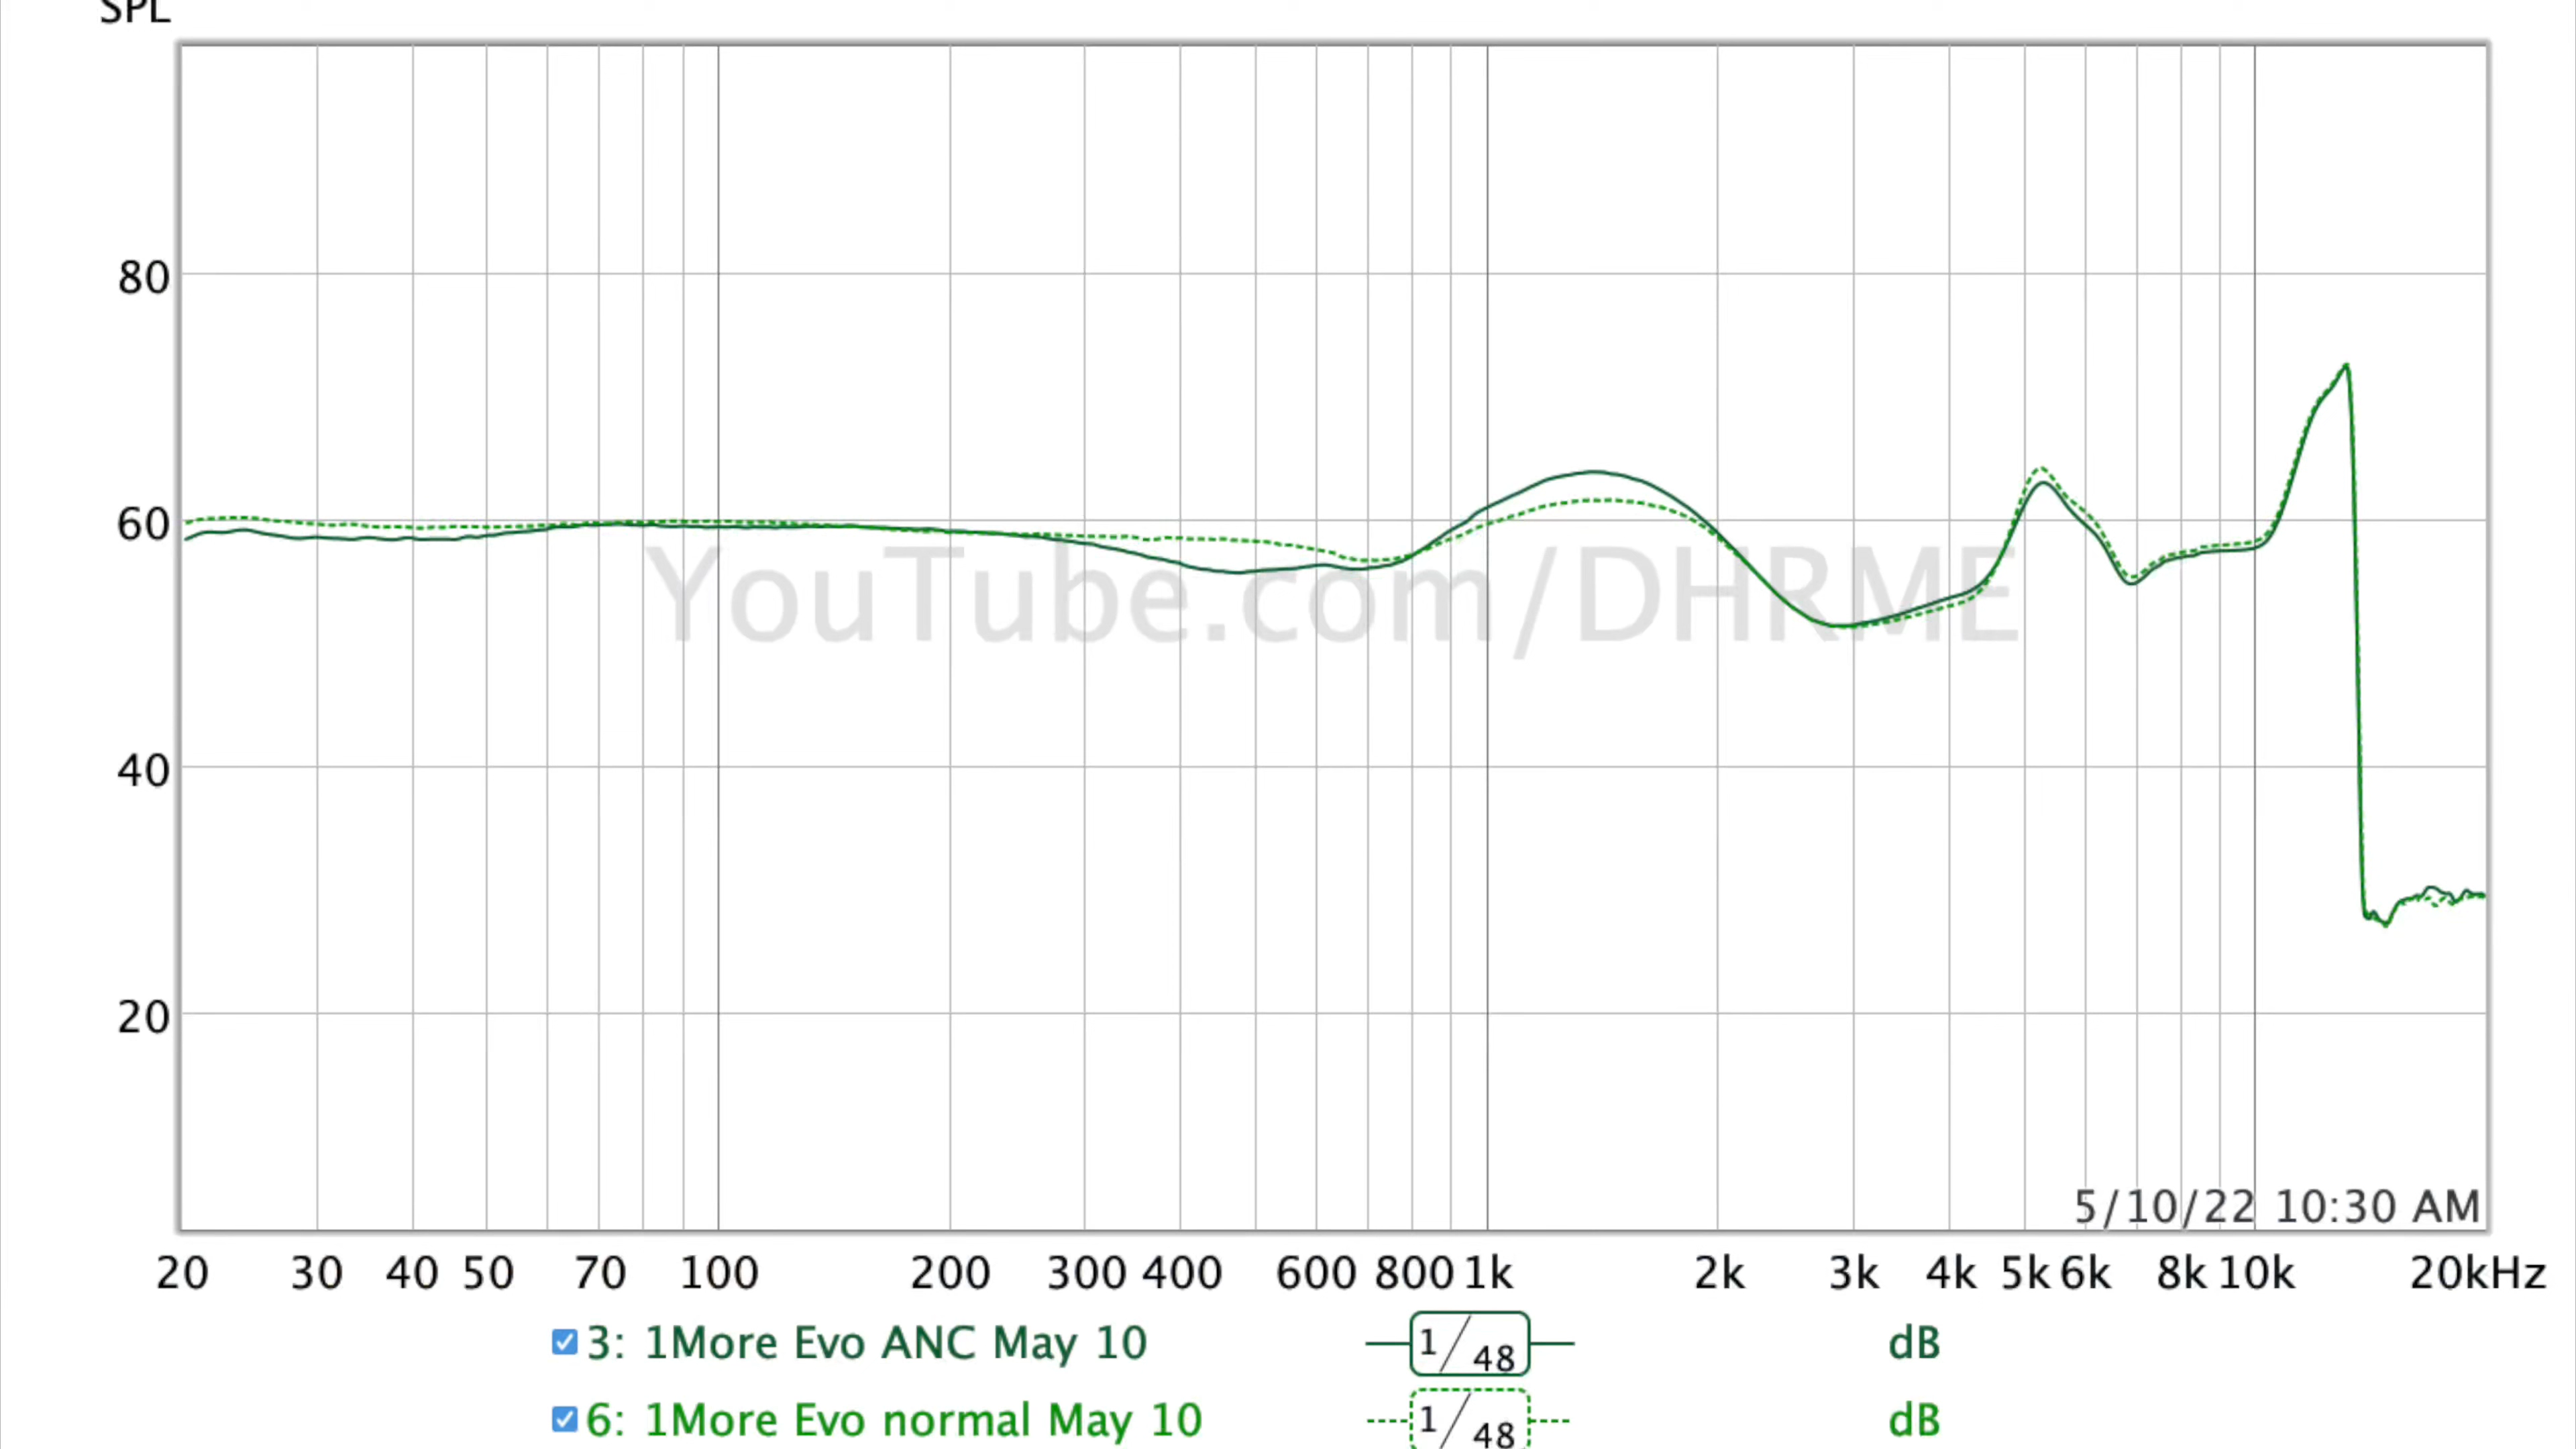 SPL
80
60
40
20
YouTube.com/DHRME
5/10/22 10:30 AM
20 30 40 50 70 100 200 300 400 600 800 1k 2k 3k 4k 5k 6k 8k 10k 20kHz
3: 1More Evo ANC May 10 1/48 dB
6: 1More Evo normal May 10 1/48 dB